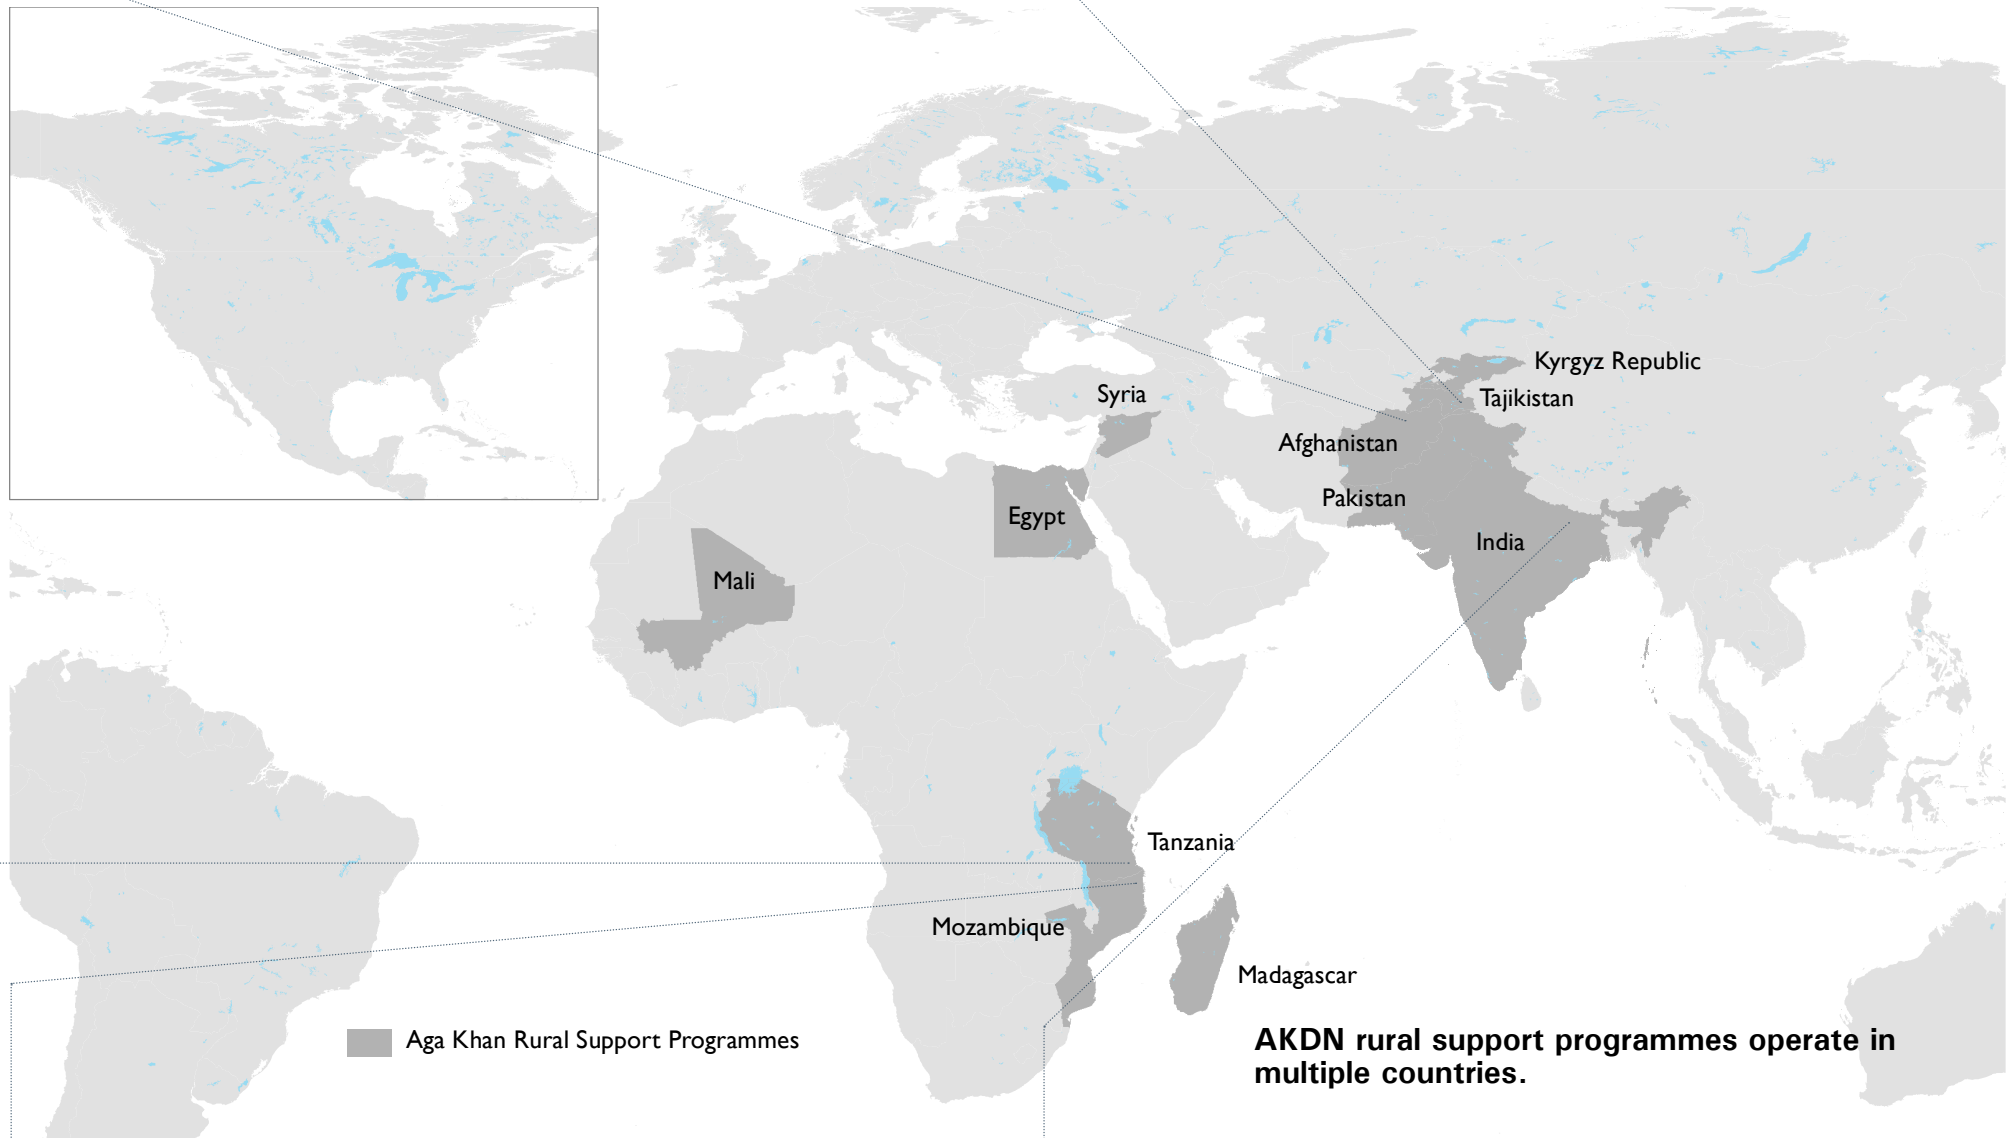 Kyrgyz Republic
Syria
Tajikistan
Afghanistan
Pakistan
Egypt
India
Mali
Tanzania
Mozambique
Madagascar
Aga Khan Rural Support Programmes
AKDN rural support programmes operate in
multiple countries.